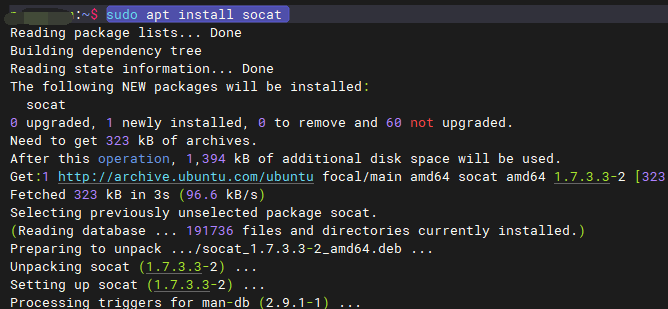 :~$ sudo apt install socat
Reading package lists... Done
Building dependency tree
Reading state information... Done
The following NEW packages will be installed:
socat
0 upgraded, 1 newly installed, 0 to remove and 60 not upgraded.
Need to get 323 kB of archives.
After this operation, 1,394 kB of additional disk space will be used.
Get:1 http://archive.ubuntu.com/ubuntu focal/main amd64 socat amd64 1.7.3.3-2 [323
Fetched 323 kB in 3s (96.6 kB/s)
Selecting previously unselected package socat.
(Reading database ... 191736 files and directories currently installed.)
Preparing to unpack .../socat_1.7.3.3-2_amd64.deb ...
Unpacking socat (1.7.3.3-2) ...
Setting up socat (1.7.3.3-2) ...
Processing triggers for man-db (2.9.1-1) ...